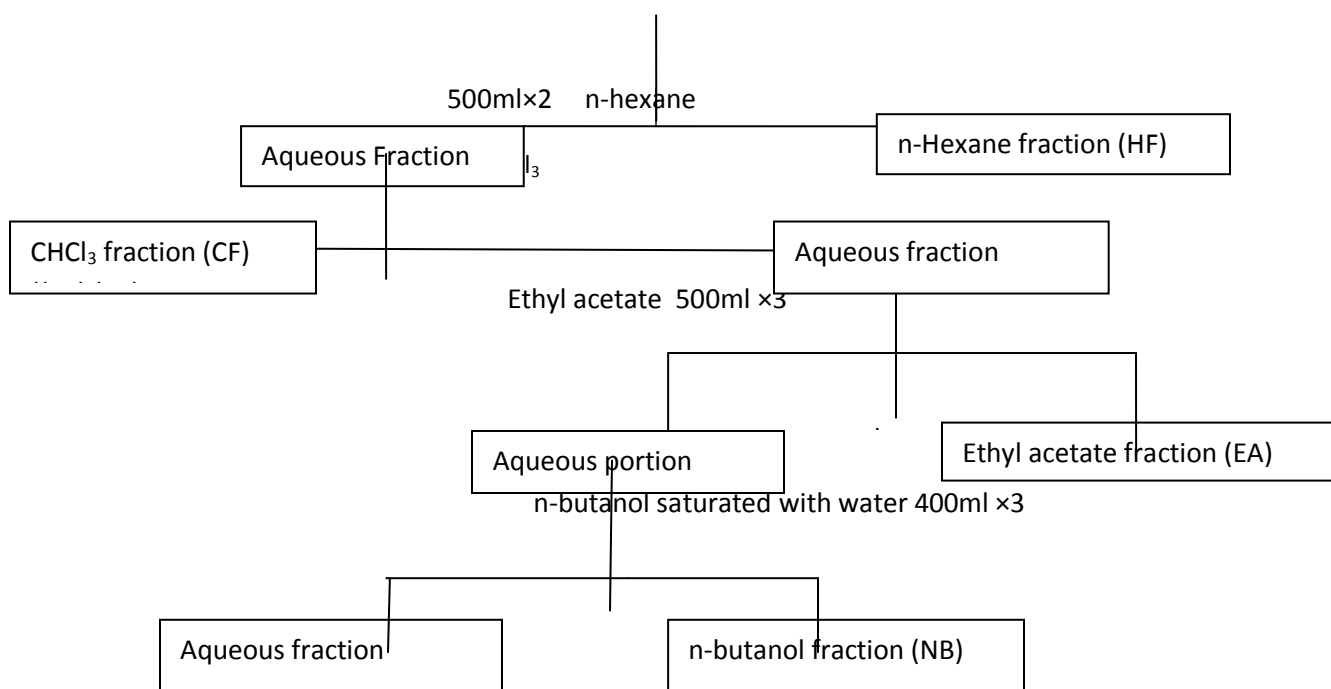 500ml×2 n-hexane
Aqueous Fraction
l₃
n-Hexane fraction (HF)
CHCl₃ fraction (CF)
Aqueous fraction
Ethyl acetate 500ml ×3
Aqueous portion
Ethyl acetate fraction (EA)
n-butanol saturated with water 400ml ×3
Aqueous fraction
n-butanol fraction (NB)